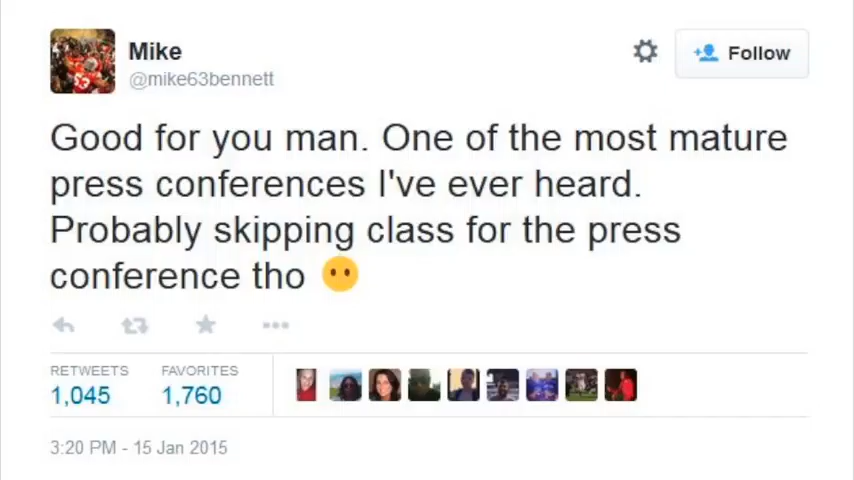 Mike
@mike63bennett
Follow
Good for you man. One of the most mature
press conferences I've ever heard.
Probably skipping class for the press
conference tho 😶
RETWEETS
FAVORITES
1,045
1,760
3:20 PM - 15 Jan 2015